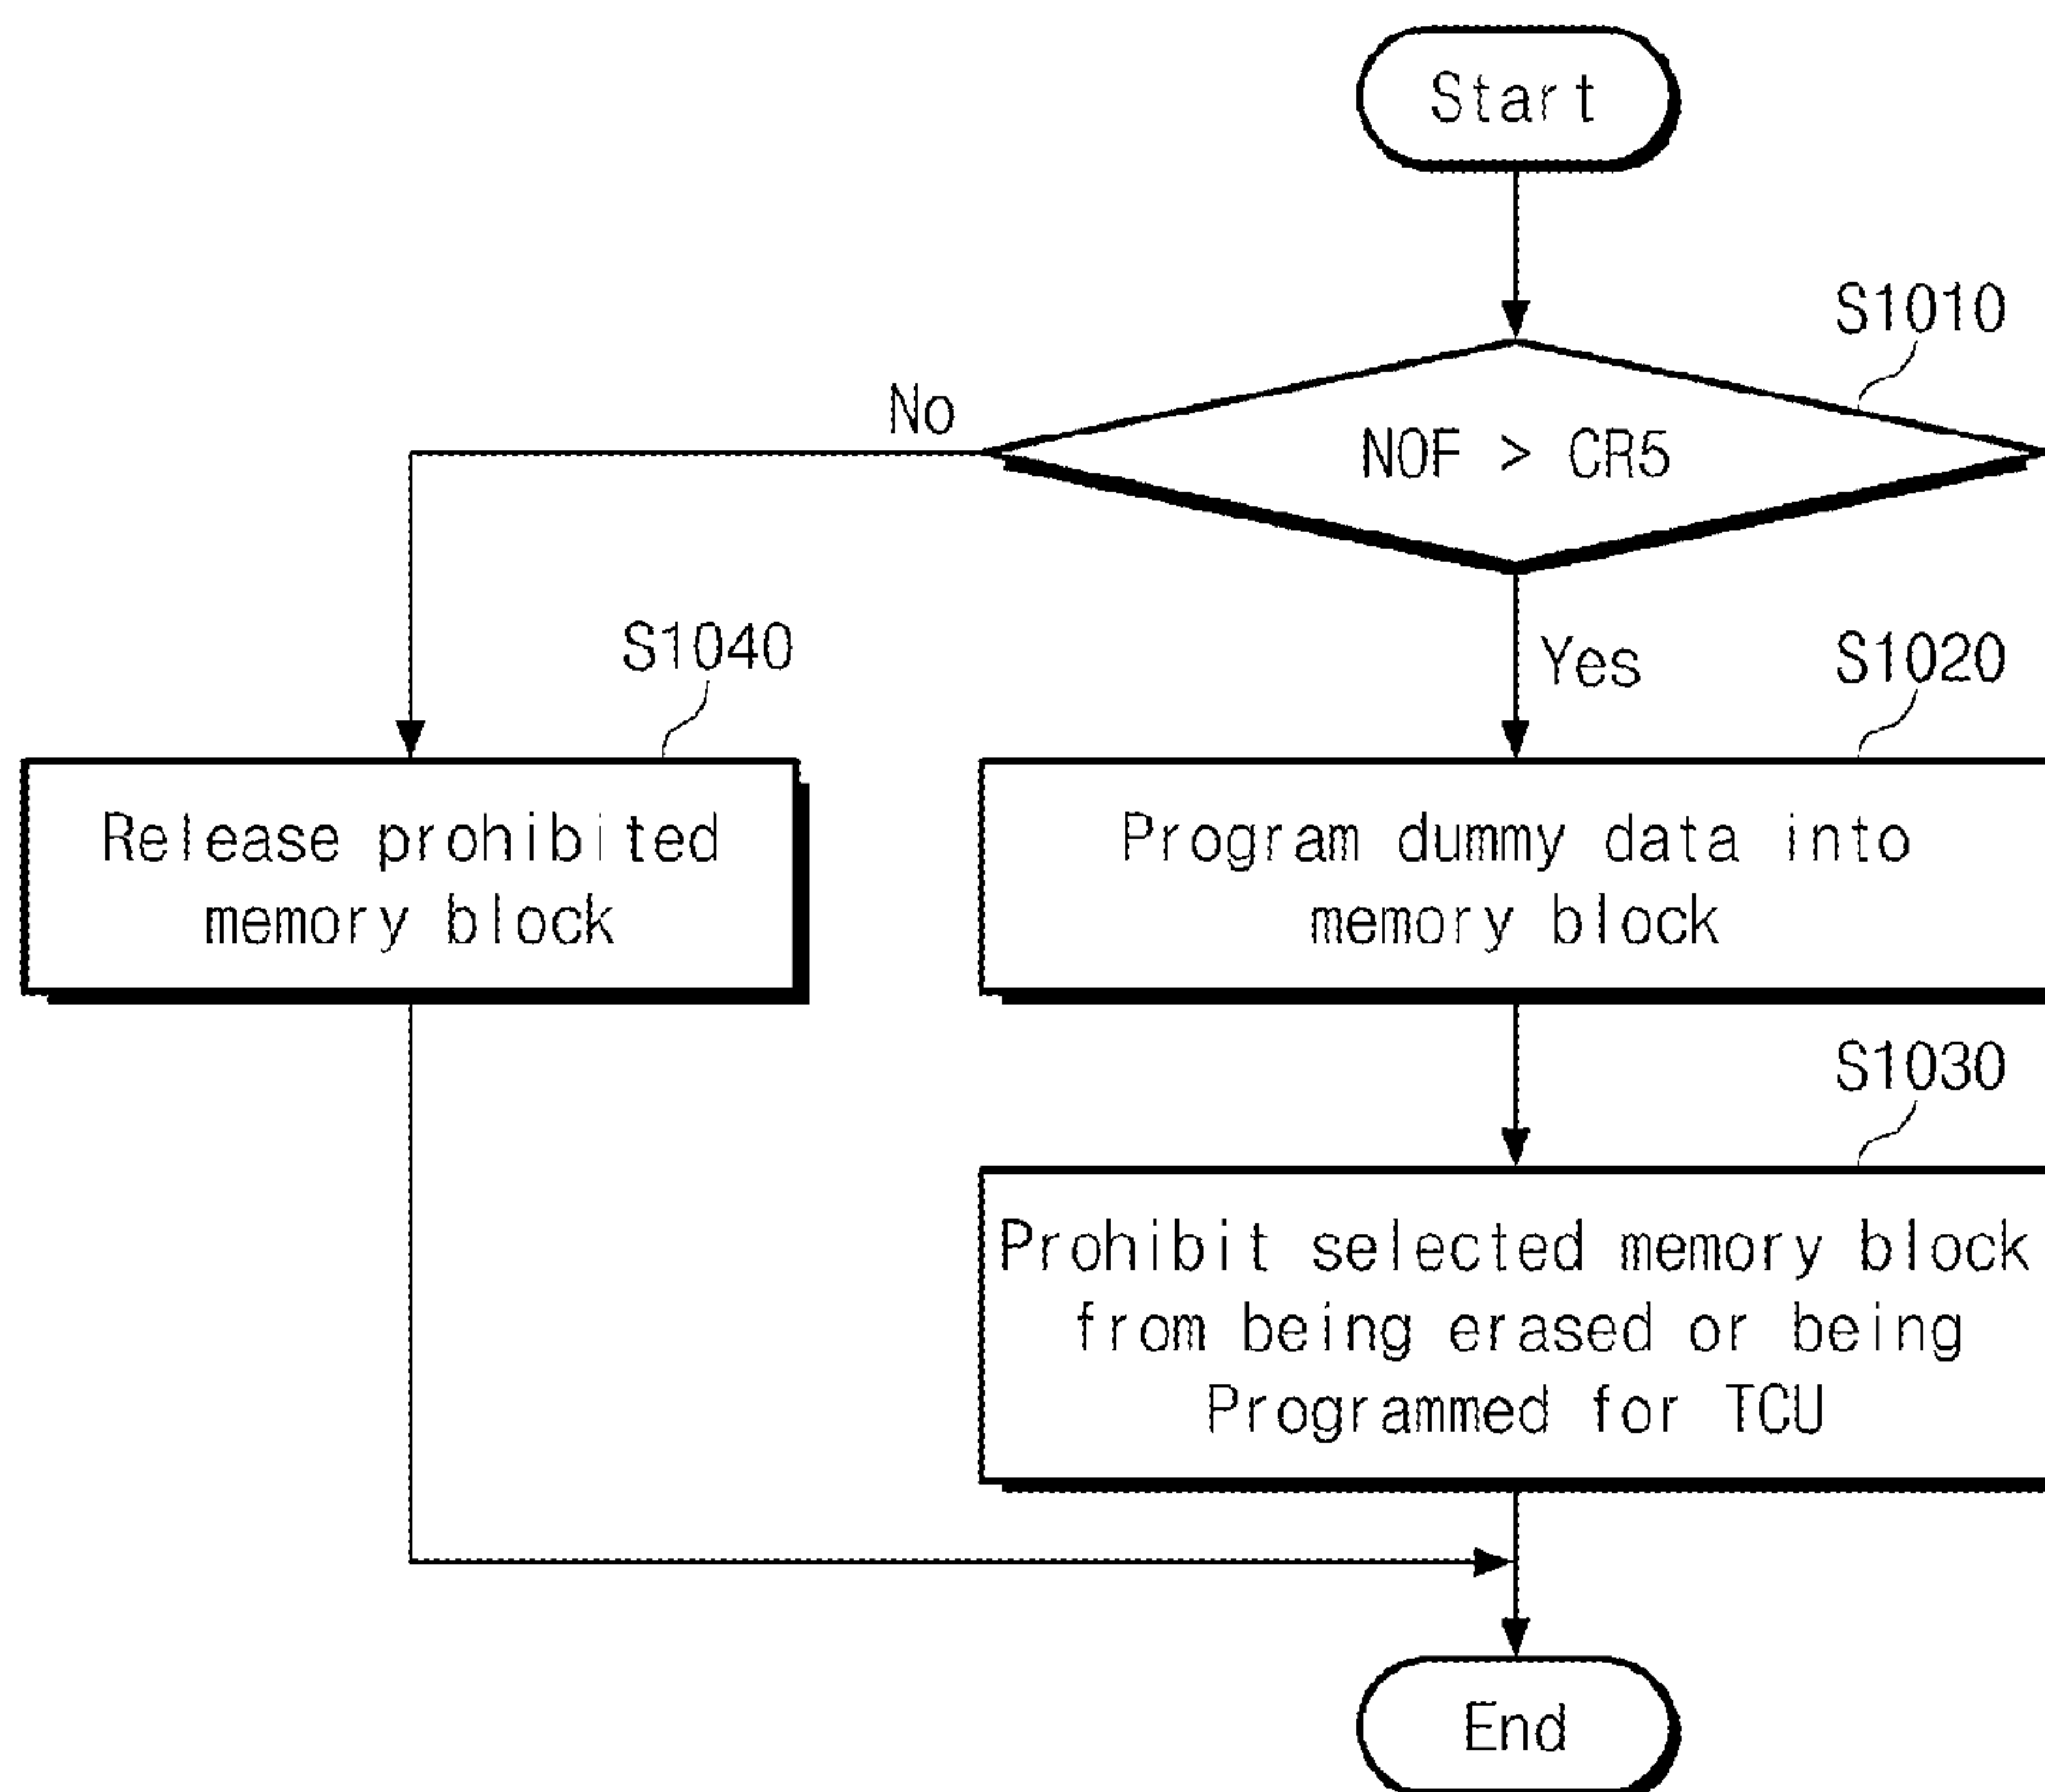 Start
S1010
No
NOF > CR5
S1040
Yes
S1020
Release prohibited
memory block
Program dummy data into
memory block
S1030
Prohibit selected memory block
from being erased or being
Programmed for TCU
End